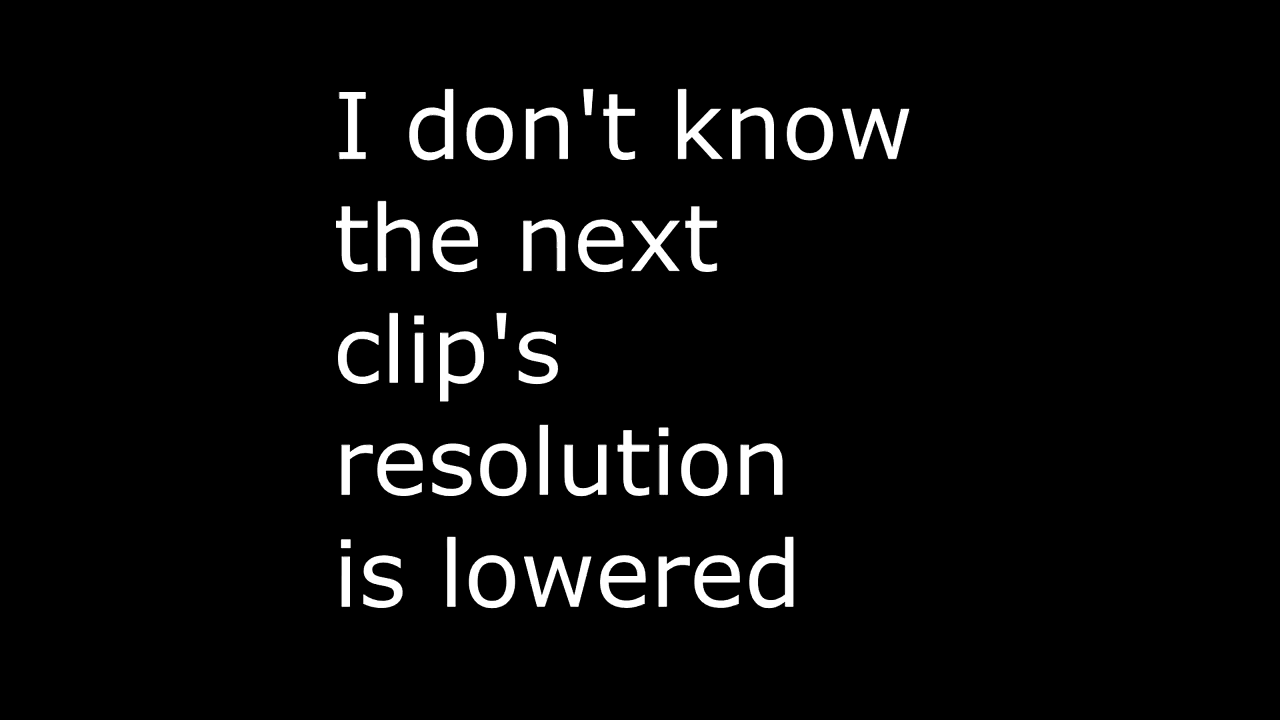 I don't know
the next
clip's
resolution
is lowered